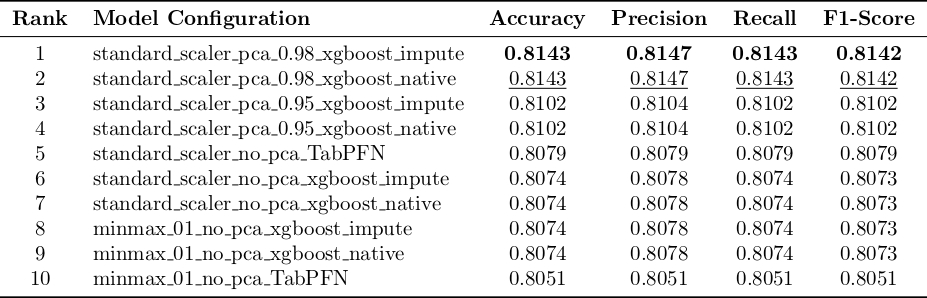 Rank Model Configuration Accuracy Precision Recall F1-Score
1 standard_scaler_pca_0.98_xgboost_impute 0.8143 0.8147 0.8143 0.8142
2 standard_scaler_pca_0.98_xgboost_native 0.8143 0.8147 0.8143 0.8142
3 standard_scaler_pca_0.95_xgboost_impute 0.8102 0.8104 0.8102 0.8102
4 standard_scaler_pca_0.95_xgboost_native 0.8102 0.8104 0.8102 0.8102
5 standard_scaler_no_pca_TabPFN 0.8079 0.8079 0.8079 0.8079
6 standard_scaler_no_pca_xgboost_impute 0.8074 0.8078 0.8074 0.8073
7 standard_scaler_no_pca_xgboost_native 0.8074 0.8078 0.8074 0.8073
8 minmax_01_no_pca_xgboost_impute 0.8074 0.8078 0.8074 0.8073
9 minmax_01_no_pca_xgboost_native 0.8074 0.8078 0.8074 0.8073
10 minmax_01_no_pca_TabPFN 0.8051 0.8051 0.8051 0.8051